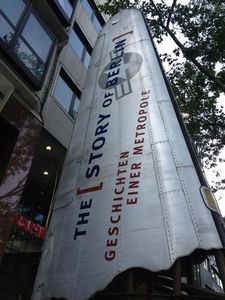 THE [STORY OF BERLIN]
GESCHICHTEN
EINER METROPOLE